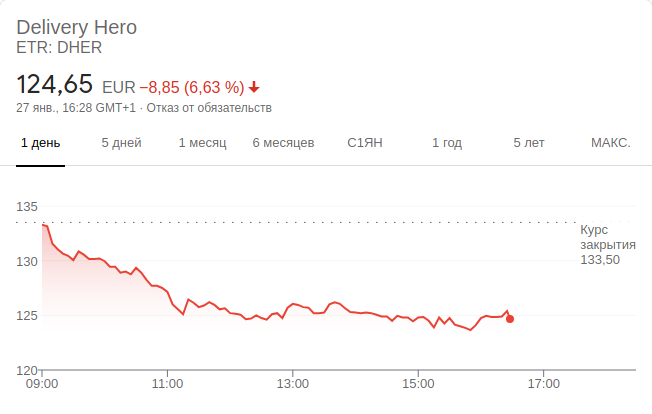 Delivery Hero
ETR: DHER
124,65 EUR −8,85 (6,63 %)
27 янв., 16:28 GMT+1 · Отказ от обязательств
1 день 5 дней 1 месяц 6 месяцев С1ЯН 1 год 5 лет МАКС.
135
Курс
закрытия
133,50
130
125
120
09:00 11:00 13:00 15:00 17:00